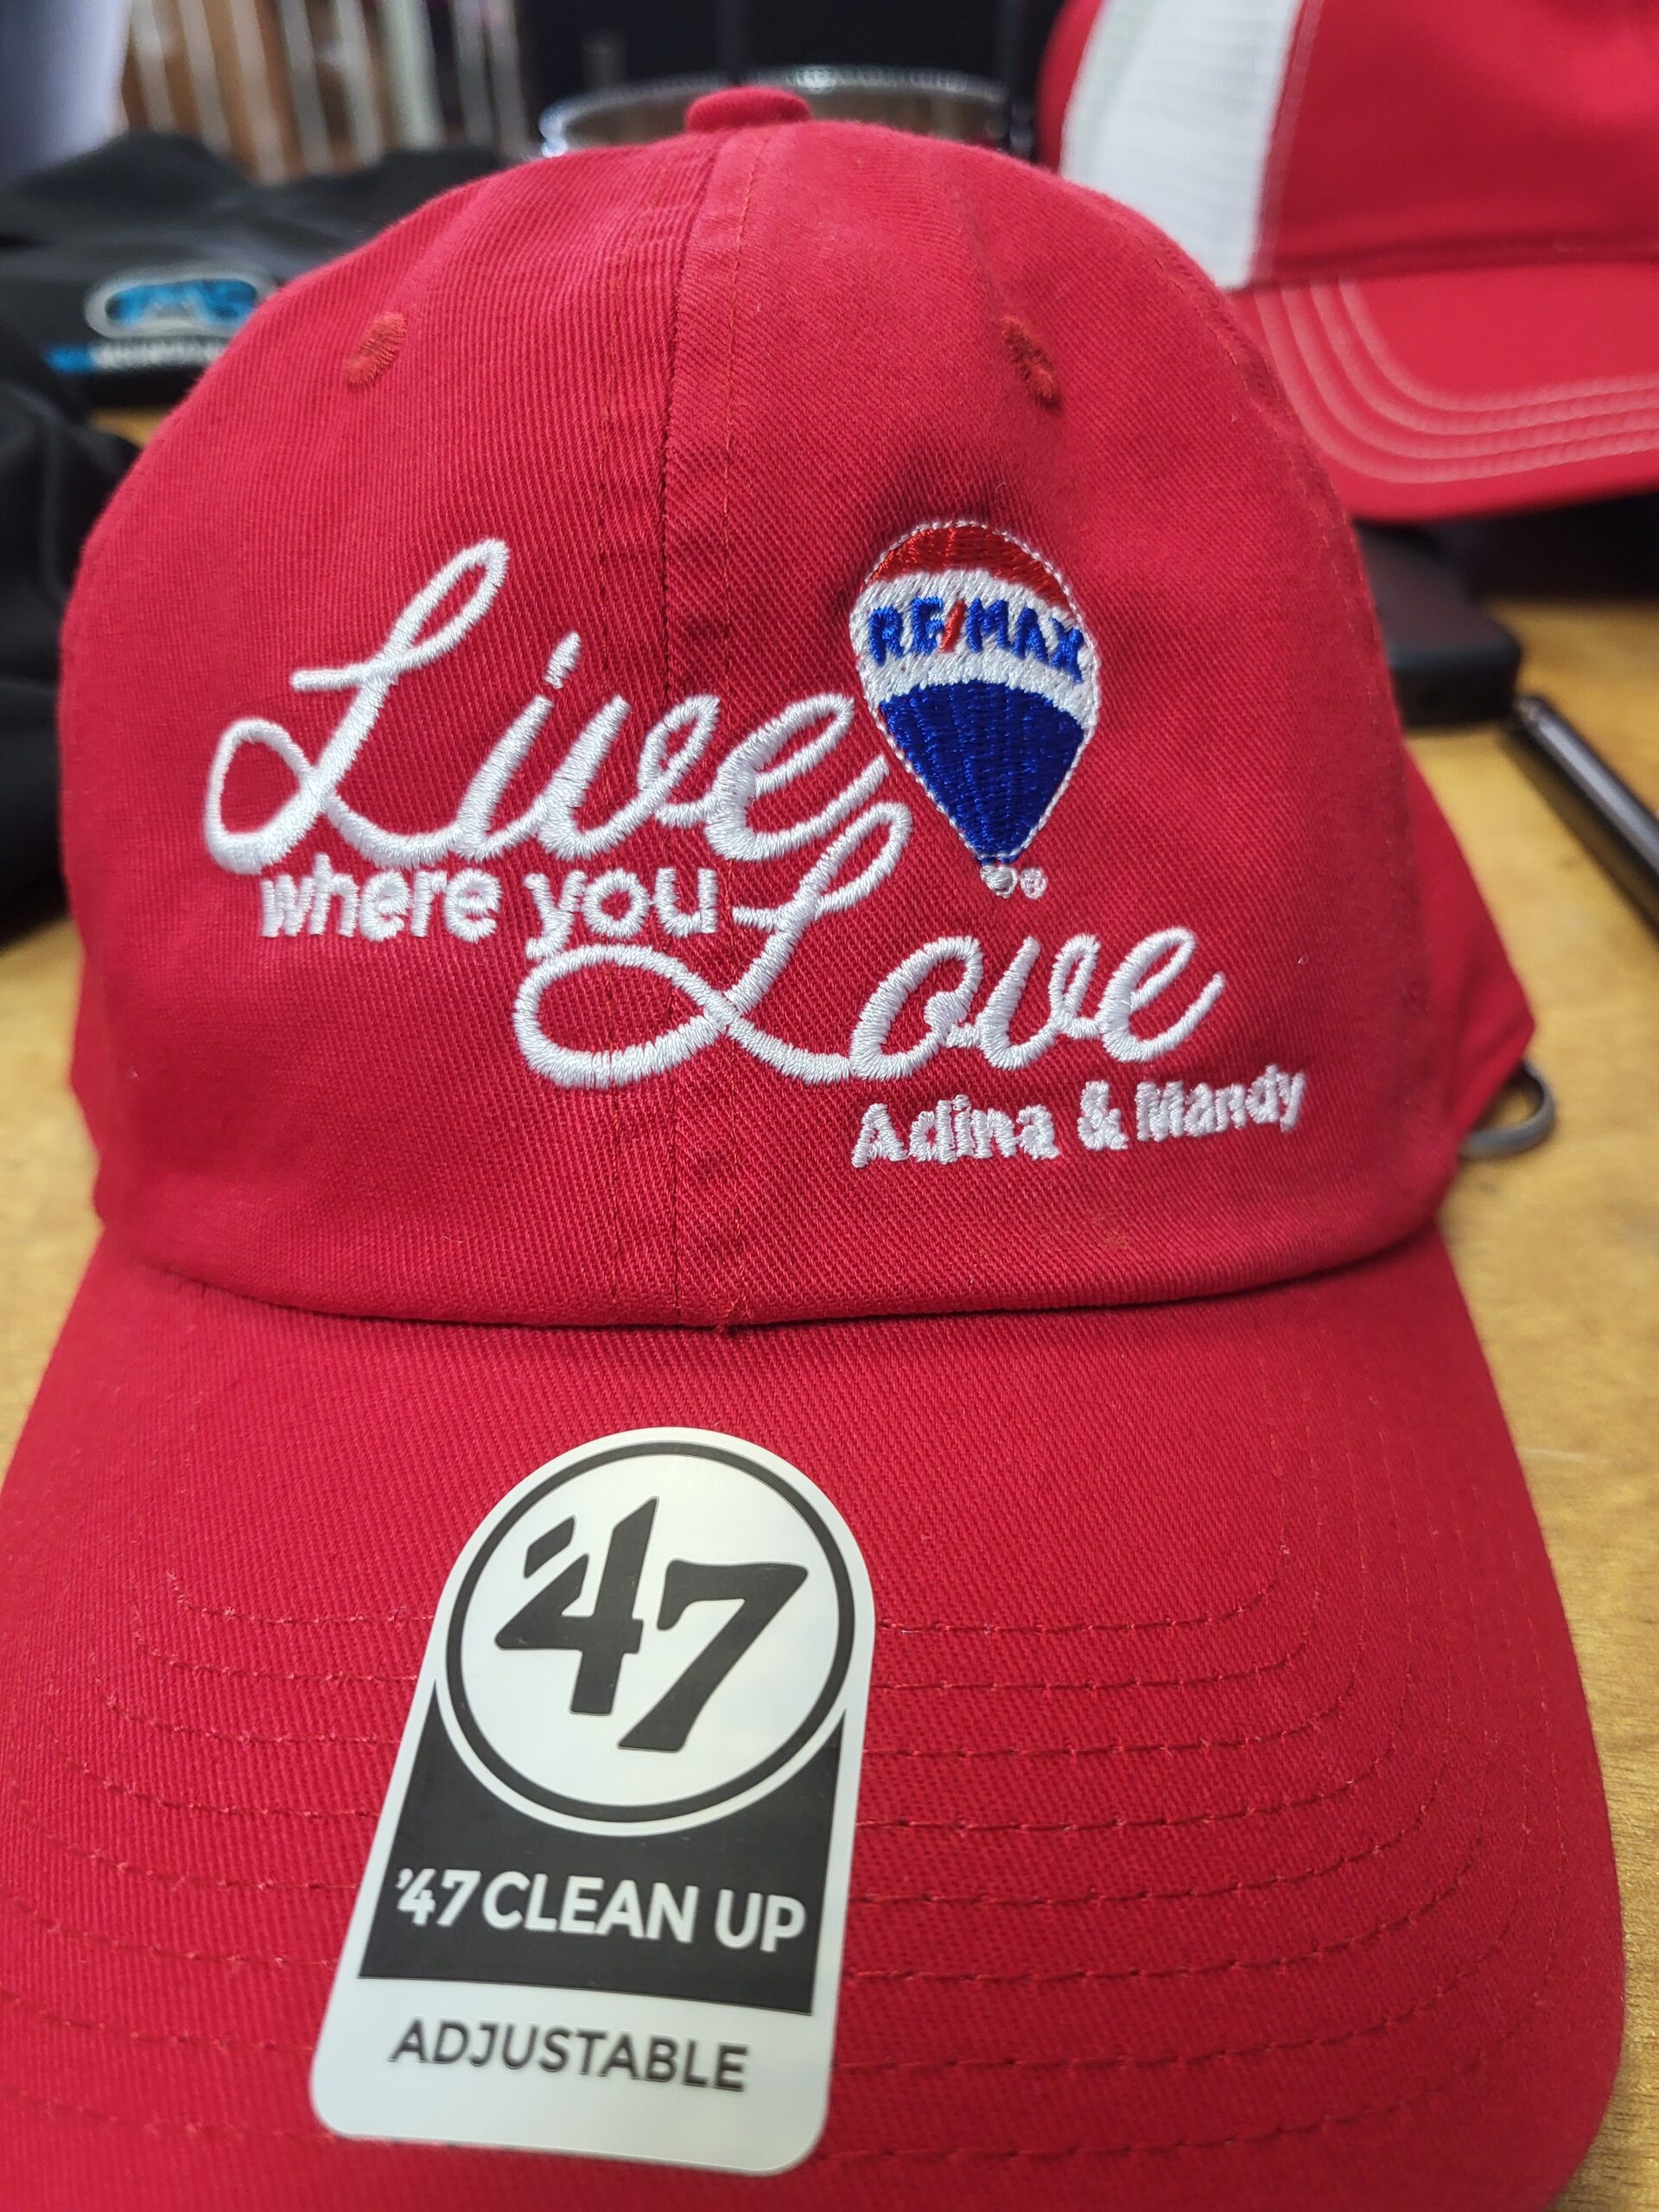 RE/MAX
Live
where you
Love
®
Adina & Mandy
'47
'47 CLEAN UP
ADJUSTABLE